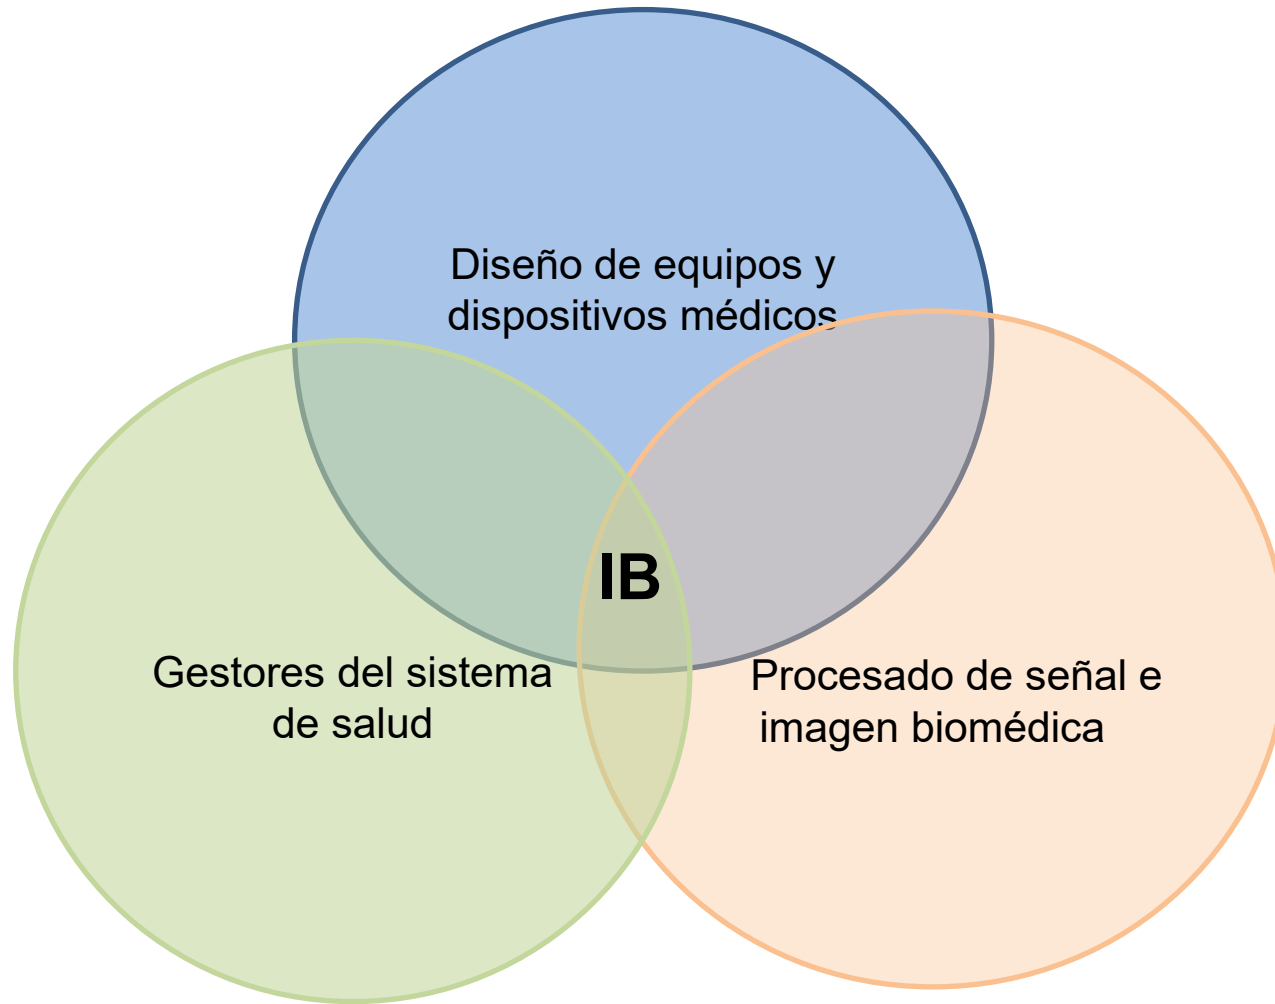 Diseño de equipos y
dispositivos médicos
IB
Gestores del sistema
de salud
Procesado de señal e
imagen biomédica